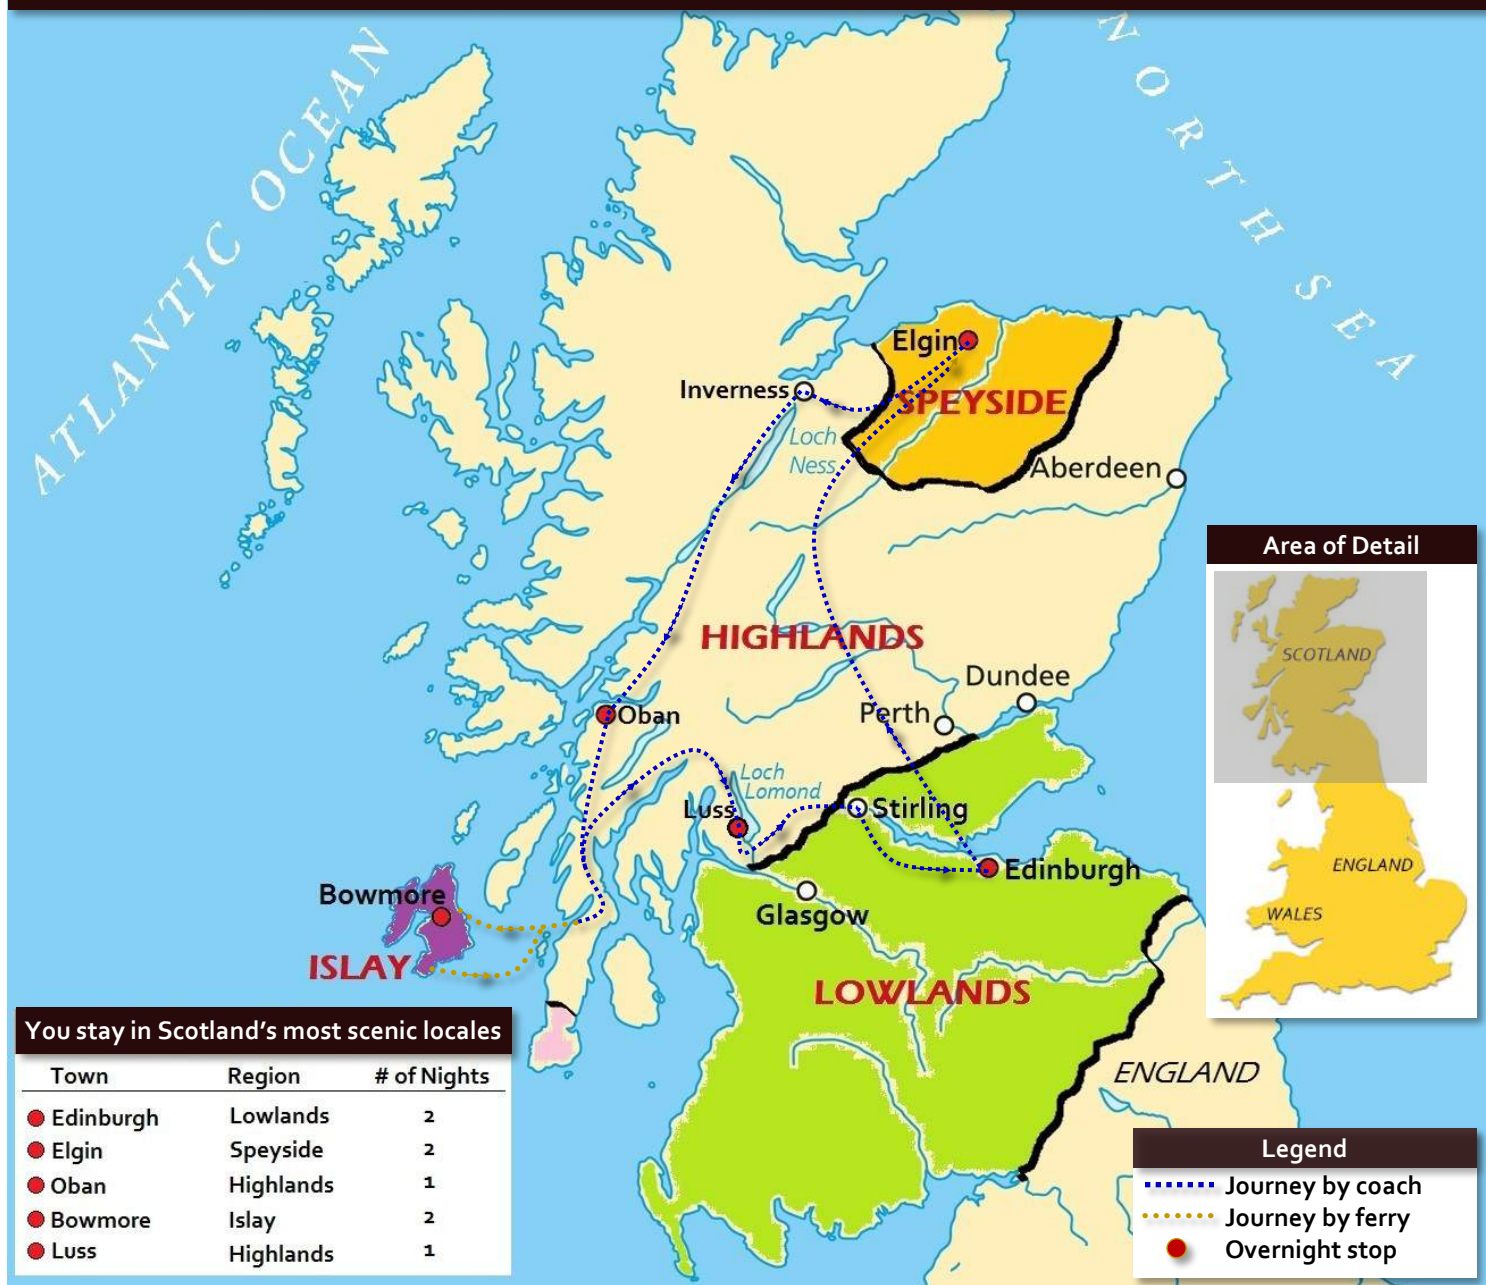 ATLANTIC OCEAN
NORTH SEA
Elgin
Inverness
SPEYSIDE
Loch
Ness
Aberdeen
Area of Detail
SCOTLAND
ENGLAND
WALES
HIGHLANDS
Dundee
Perth
Oban
Loch
Lomond
Luss
Stirling
Edinburgh
Bowmore
Glasgow
ISLAY
LOWLANDS
ENGLAND
You stay in Scotland's most scenic locales
Town Region # of Nights
Edinburgh Lowlands 2
Elgin Speyside 2
Oban Highlands 1
Bowmore Islay 2
Luss Highlands 1
Legend
Journey by coach
Journey by ferry
Overnight stop